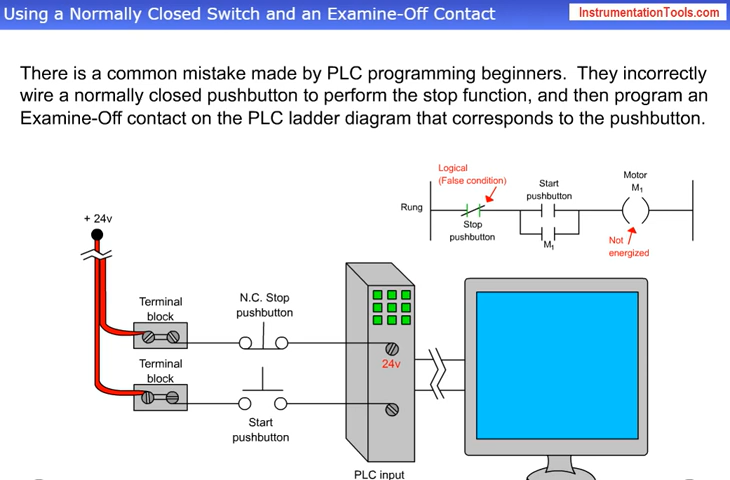 Using a Normally Closed Switch and an Examine-Off Contact
InstrumentationTools.com
There is a common mistake made by PLC programming beginners.  They incorrectly
wire a normally closed pushbutton to perform the stop function, and then program an
Examine-Off contact on the PLC ladder diagram that corresponds to the pushbutton.
Logical
(False condition)
Start
pushbutton
Motor
M1
Rung
Stop
pushbutton
M1
Not
energized
+ 24v
Terminal
block
N.C. Stop
pushbutton
24v
Terminal
block
Start
pushbutton
PLC input